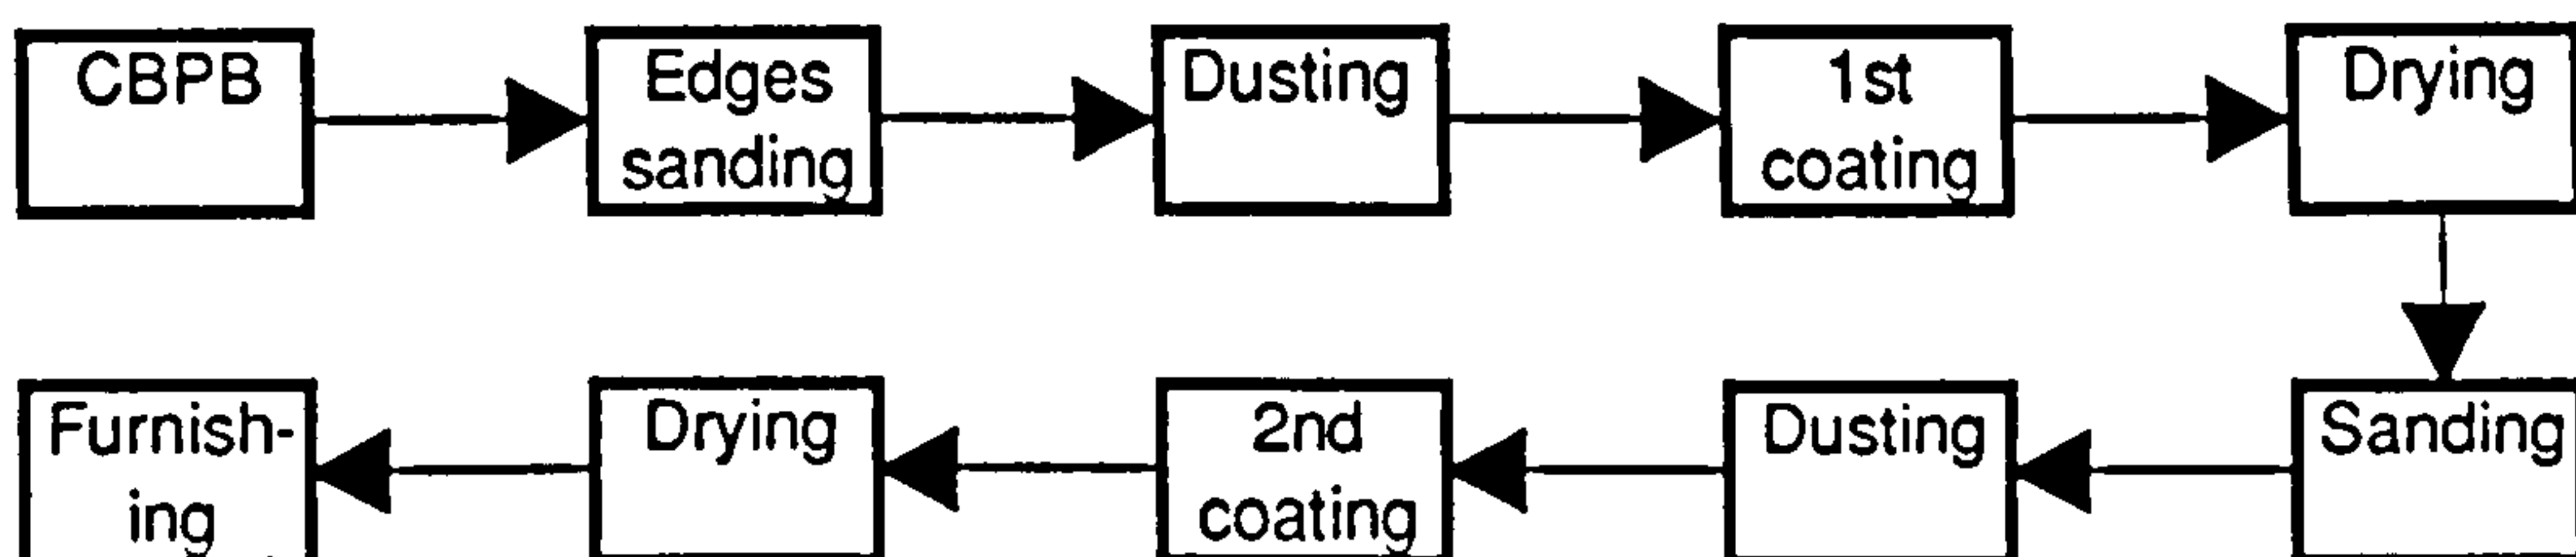 CBPB
Edges
sanding
Dusting
1st
coating
Drying
Sanding
Dusting
2nd
coating
Drying
Furnish-
ing